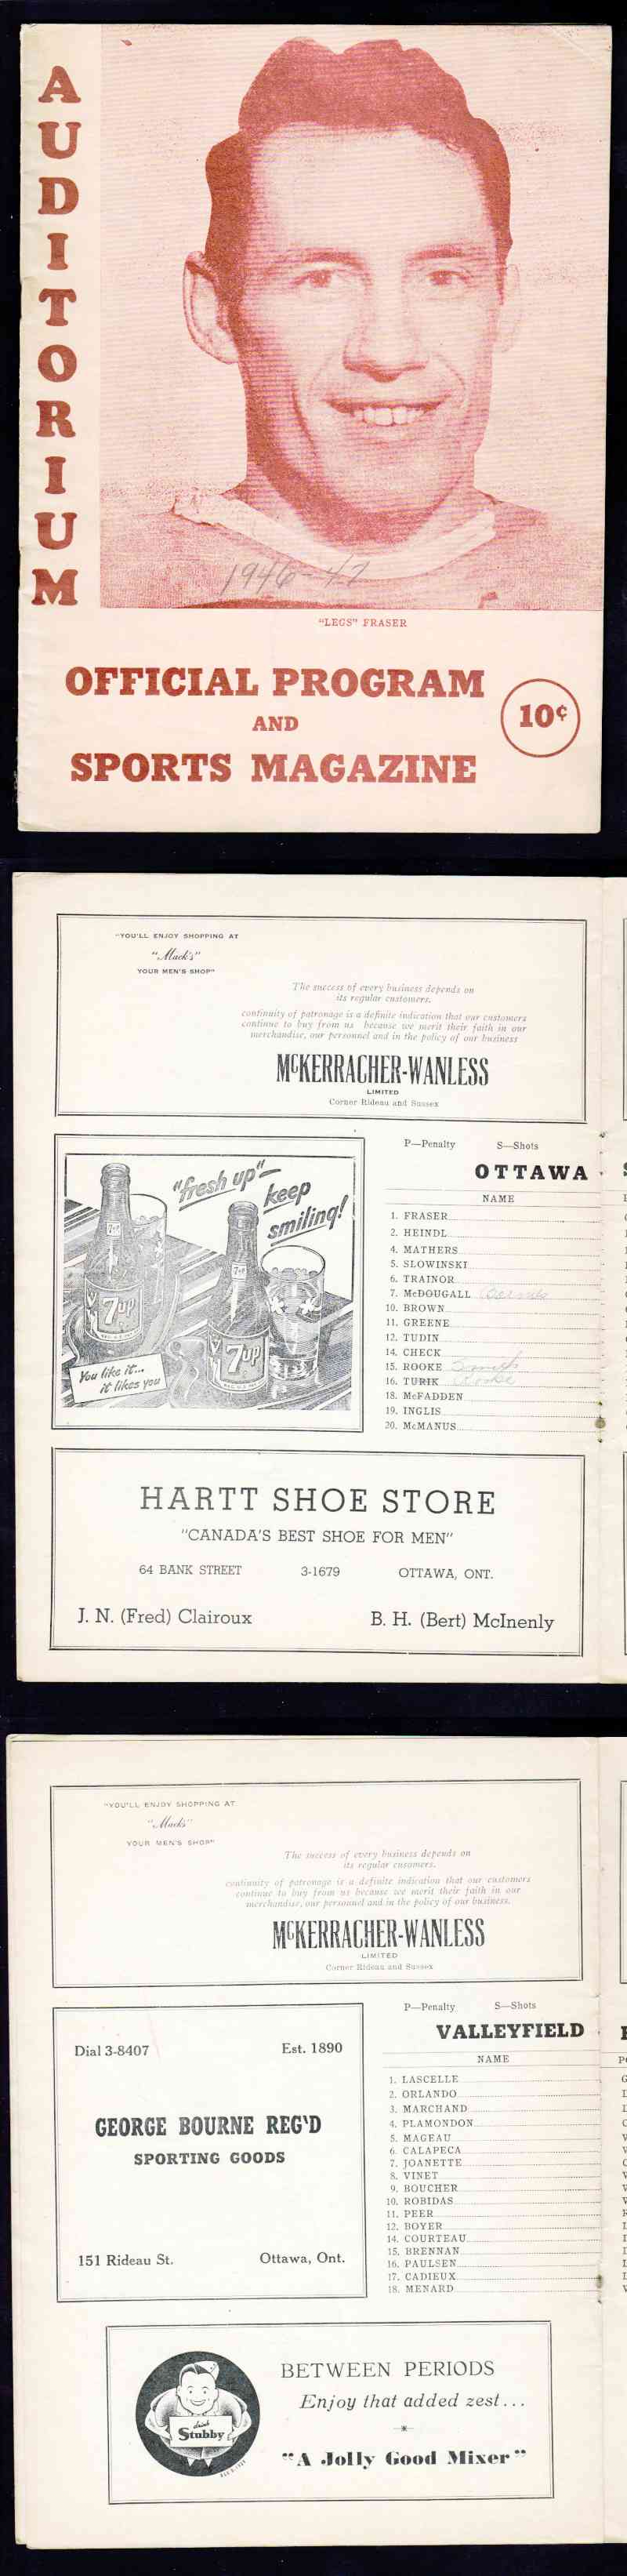 AUDITORIUM
1946-47
"LEGS" FRASER
OFFICIAL PROGRAM
AND
SPORTS MAGAZINE
10¢
"YOU'LL ENJOY SHOPPING AT
"Mack's"
YOUR MEN'S SHOP"
The success of every business depends on
its regular customers.
continuity of patronage is a definite indication that our customers
continue to buy from us because we merit their faith in our
merchandise, our personnel and in the policy of our business
McKERRACHER-WANLESS
LIMITED
Corner Rideau and Sussex
"fresh up"
keep
smiling!
7up
7up
7up
7up
You like it...
it likes you
P—Penalty S—Shots
OTTAWA
NAME
1. FRASER
2. HEINDL
4. MATHERS
5. SLOWINSKI
6. TRAINOR
7. McDOUGALL
10. BROWN
11. GREENE
12. TUDIN
14. CHECK
15. ROOKE Smith
16. TURIK Rooke
18. McFADDEN
19. INGLIS
20. McMANUS
HARTT SHOE STORE
"CANADA'S BEST SHOE FOR MEN"
64 BANK STREET 3-1679 OTTAWA, ONT.
J. N. (Fred) Clairoux B. H. (Bert) McInenly
"YOU'LL ENJOY SHOPPING AT
"Macks"
YOUR MEN'S SHOP"
The success of every business depends on
its regular cusomers.
continuity of patronage is a definite indication that our customers
continue to buy from us because we merit their faith in our
merchandise, our personnel and in the policy of our business.
McKERRACHER-WANLESS
LIMITED
Corner Rideau and Sussex
Dial 3-8407 Est. 1890
GEORGE BOURNE REG'D
SPORTING GOODS
151 Rideau St. Ottawa, Ont.
P—Penalty S—Shots
VALLEYFIELD
NAME
1. LASCELLE
2. ORLANDO
3. MARCHAND
4. PLAMONDON
5. MAGEAU
6. CALAPECA
7. JOANETTE
8. VINET
9. BOUCHER
10. ROBIDAS
11. PEER
12. BOYER
14. COURTEAU
15. BRENNAN
16. PAULSEN
17. CADIEUX
18. MENARD
drink
Stubby
BETWEEN PERIODS
Enjoy that added zest...
"A Jolly Good Mixer"